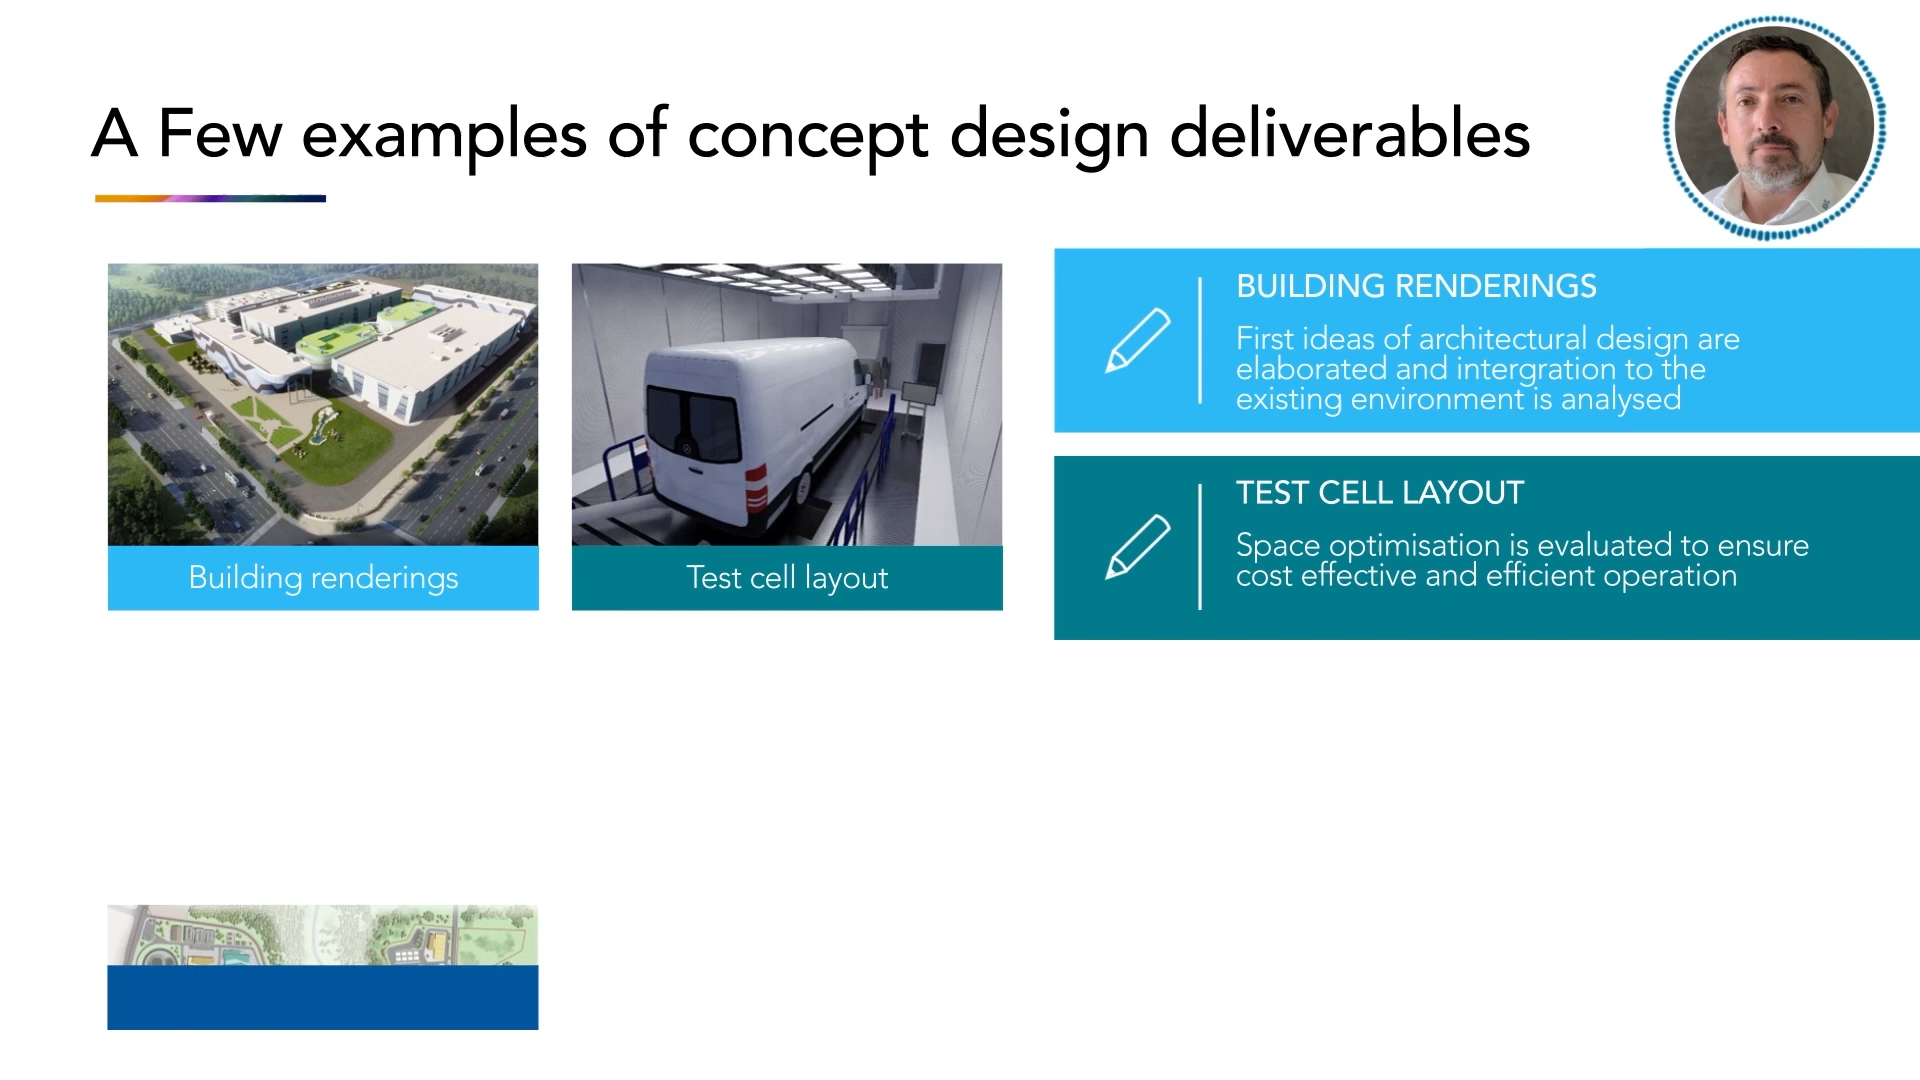 A Few examples of concept design deliverables
Building renderings
Test cell layout
BUILDING RENDERINGS
First ideas of architectural design are
elaborated and intergration to the
existing environment is analysed
TEST CELL LAYOUT
Space optimisation is evaluated to ensure
cost effective and efficient operation